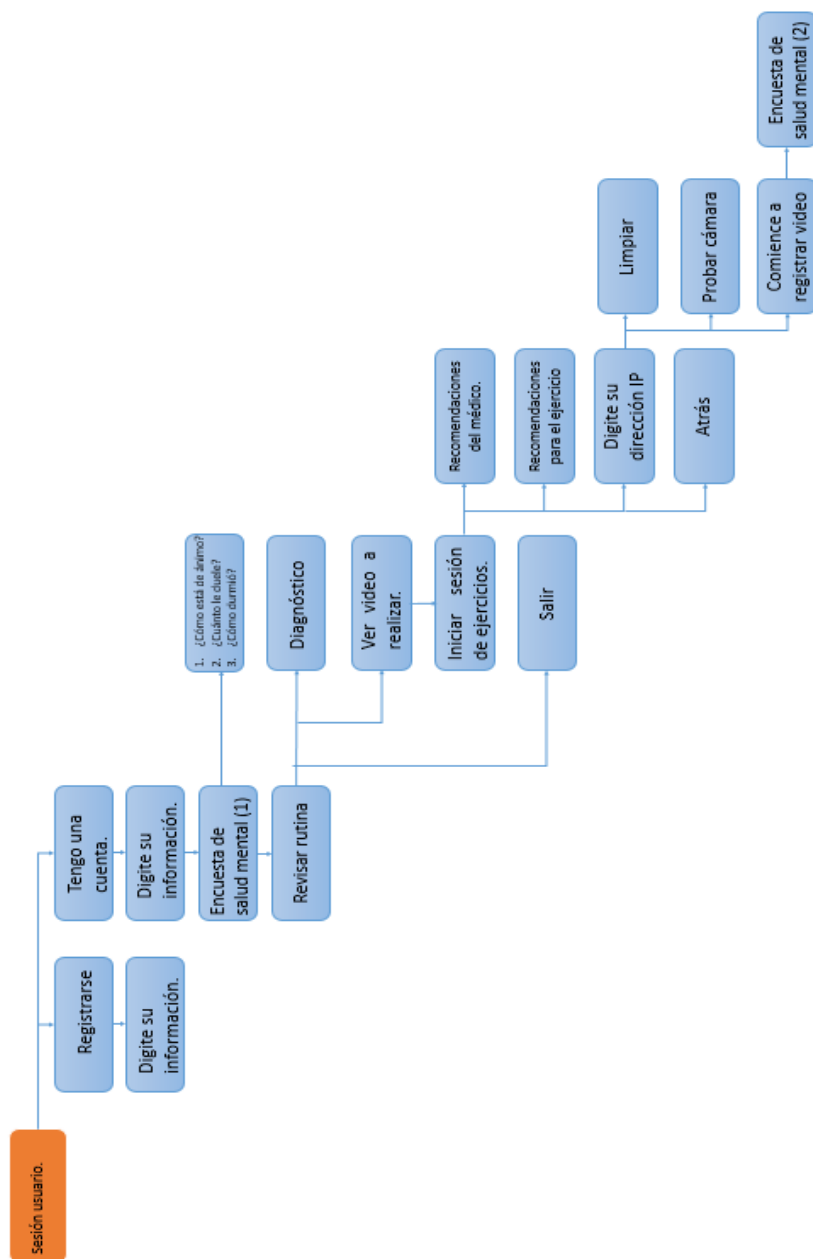 Sesión usuario.
Registrarse
Digite su
información.
Tengo una
cuenta.
Digite su
información.
Encuesta de
salud mental (1)
Revisar rutina
1. ¿Cómo está de ánimo?
2. ¿Cuánto le duele?
3. ¿Cómo durmió?
Diagnóstico
Ver video a
realizar.
Iniciar sesión
de ejercicios.
Salir
Recomendaciones
del médico.
Recomendaciones
para el ejercicio
Digite su
dirección IP
Atrás
Limpiar
Probar cámara
Comience a
registrar video
Encuesta de
salud mental (2)